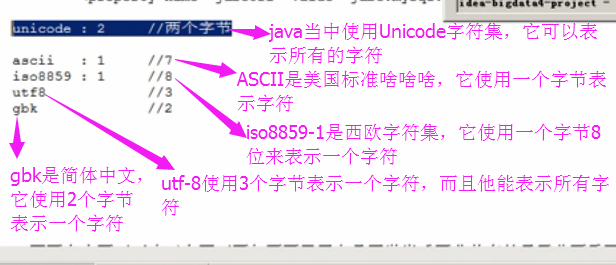 idea-bigdata4-project -
unicode : 2 //两个字节
java当中使用Unicode字符集，它可以表
示所有的字符
ascii : 1 //7
iso8859 : 1 //8
utf8 //3
gbk //2
ASCII是美国标准啥啥啥，它使用一个字节表
示字符
iso8859-1是西欧字符集，它使用一个字节8
位来表示一个字符
gbk是简体中文，
它使用2个字节
表示一个字符
utf-8使用3个字节表示一个字符，而且他能表示所有字
符